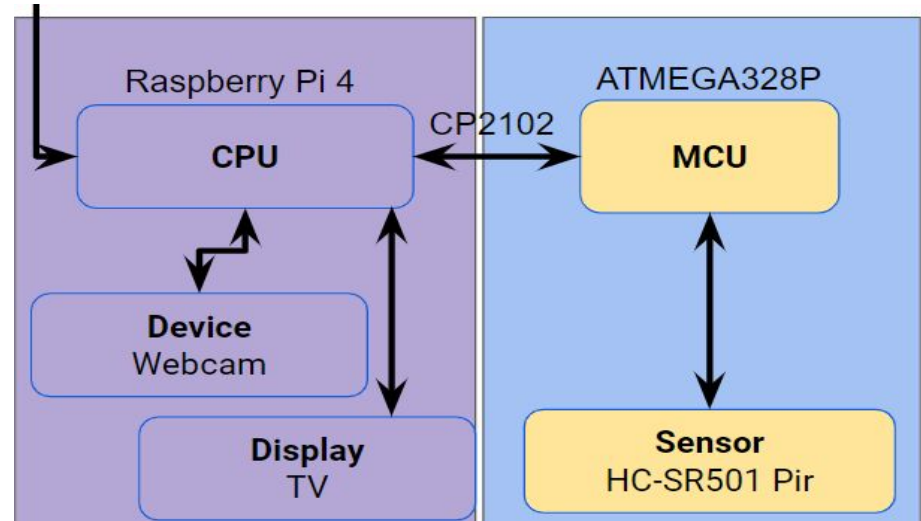 Raspberry Pi 4
CPU
Device
Webcam
Display
TV
CP2102
ATMEGA328P
MCU
Sensor
HC-SR501 Pir